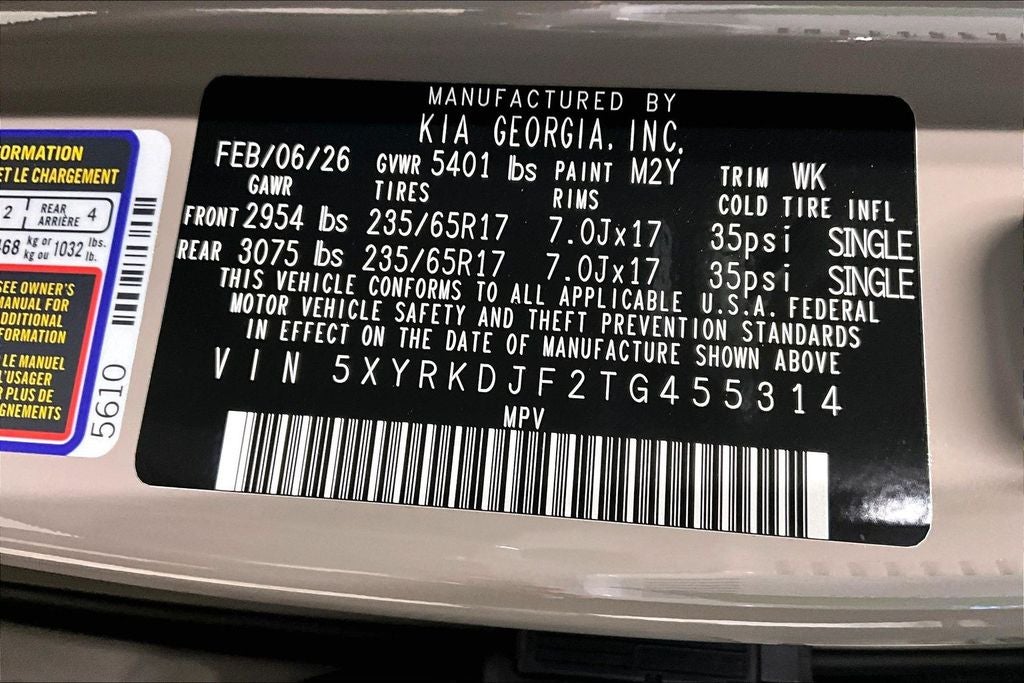 MANUFACTURED BY
KIA GEORGIA, INC.
FEB/06/26 GVWR 5401 lbs PAINT M2Y TRIM WK
GAWR TIRES RIMS COLD TIRE INFL
FRONT 2954 lbs 235/65R17 7.0Jx17 35psi SINGLE
REAR 3075 lbs 235/65R17 7.0Jx17 35psi SINGLE
THIS VEHICLE CONFORMS TO ALL APPLICABLE U.S.A. FEDERAL
MOTOR VEHICLE SAFETY AND THEFT PREVENTION STANDARDS
IN EFFECT ON THE DATE OF MANUFACTURE SHOWN ABOVE
VIN 5XYRKDJF2TG455314
MPV
ORMATION
ET LE CHARGEMENT
2 REAR ARRIÈRE 4
468 kg or kg ou 1032 lbs. lb.
SEE OWNER'S
MANUAL FOR
ADDITIONAL
FORMATION
LE MANUEL
L'USAGER
PLUS DE
GNEMENTS
5610